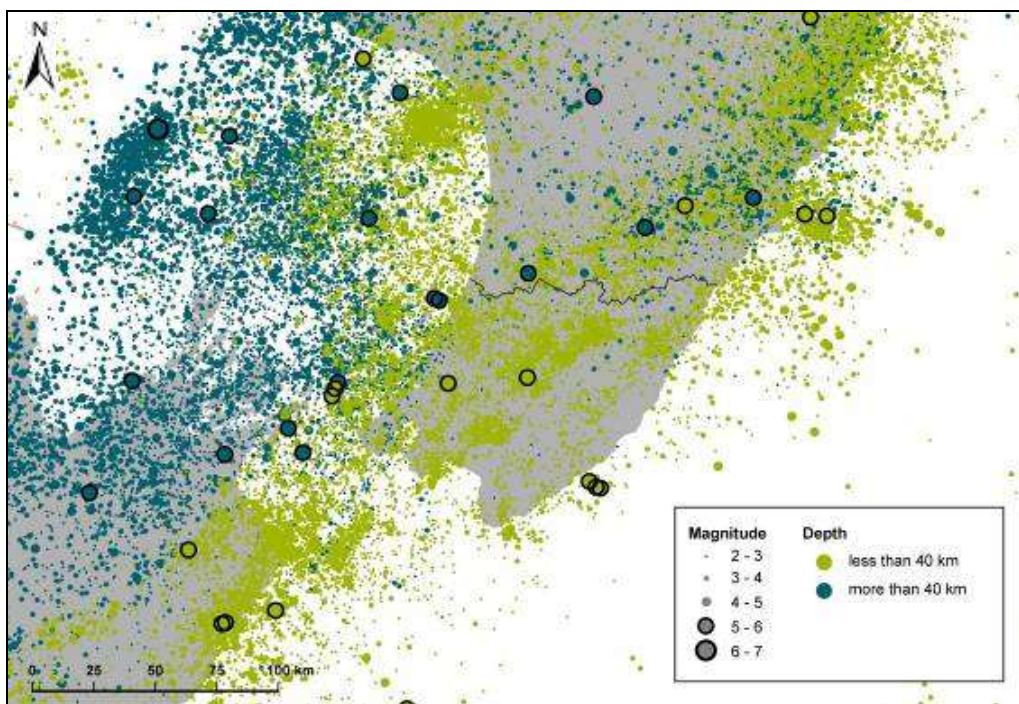 N
Magnitude
2 - 3
3 - 4
4 - 5
5 - 6
6 - 7
Depth
less than 40 km
more than 40 km
0 25 50 75 100 km